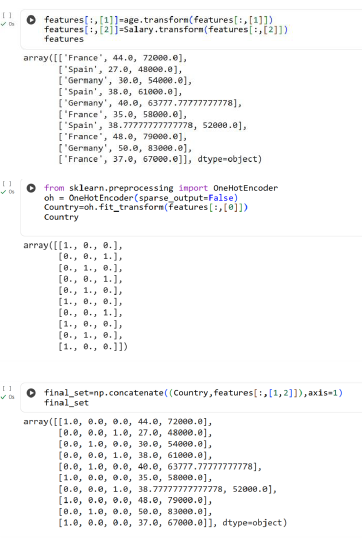 [ ]
0s
features[:,[1]]=age.transform(features[:,[1]])
features[:,[2]]=Salary.transform(features[:,[2]])
features
array([['France', 44.0, 72000.0],
['Spain', 27.0, 48000.0],
['Germany', 30.0, 54000.0],
['Spain', 38.0, 61000.0],
['Germany', 40.0, 63777.77777777778],
['France', 35.0, 58000.0],
['Spain', 38.77777777777778, 52000.0],
['France', 48.0, 79000.0],
['Germany', 50.0, 83000.0],
['France', 37.0, 67000.0]], dtype=object)
[ ]
0s
from sklearn.preprocessing import OneHotEncoder
oh = OneHotEncoder(sparse_output=False)
Country=oh.fit_transform(features[:,[0]])
Country
array([[1., 0., 0.],
[0., 0., 1.],
[0., 1., 0.],
[0., 0., 1.],
[0., 1., 0.],
[1., 0., 0.],
[0., 0., 1.],
[1., 0., 0.],
[0., 1., 0.],
[1., 0., 0.]])
[ ]
0s
final_set=np.concatenate((Country,features[:,[1,2]]),axis=1)
final_set
array([[1.0, 0.0, 0.0, 44.0, 72000.0],
[0.0, 0.0, 1.0, 27.0, 48000.0],
[0.0, 1.0, 0.0, 30.0, 54000.0],
[0.0, 0.0, 1.0, 38.0, 61000.0],
[0.0, 1.0, 0.0, 40.0, 63777.77777777778],
[1.0, 0.0, 0.0, 35.0, 58000.0],
[0.0, 0.0, 1.0, 38.77777777777778, 52000.0],
[1.0, 0.0, 0.0, 48.0, 79000.0],
[0.0, 1.0, 0.0, 50.0, 83000.0],
[1.0, 0.0, 0.0, 37.0, 67000.0]], dtype=object)